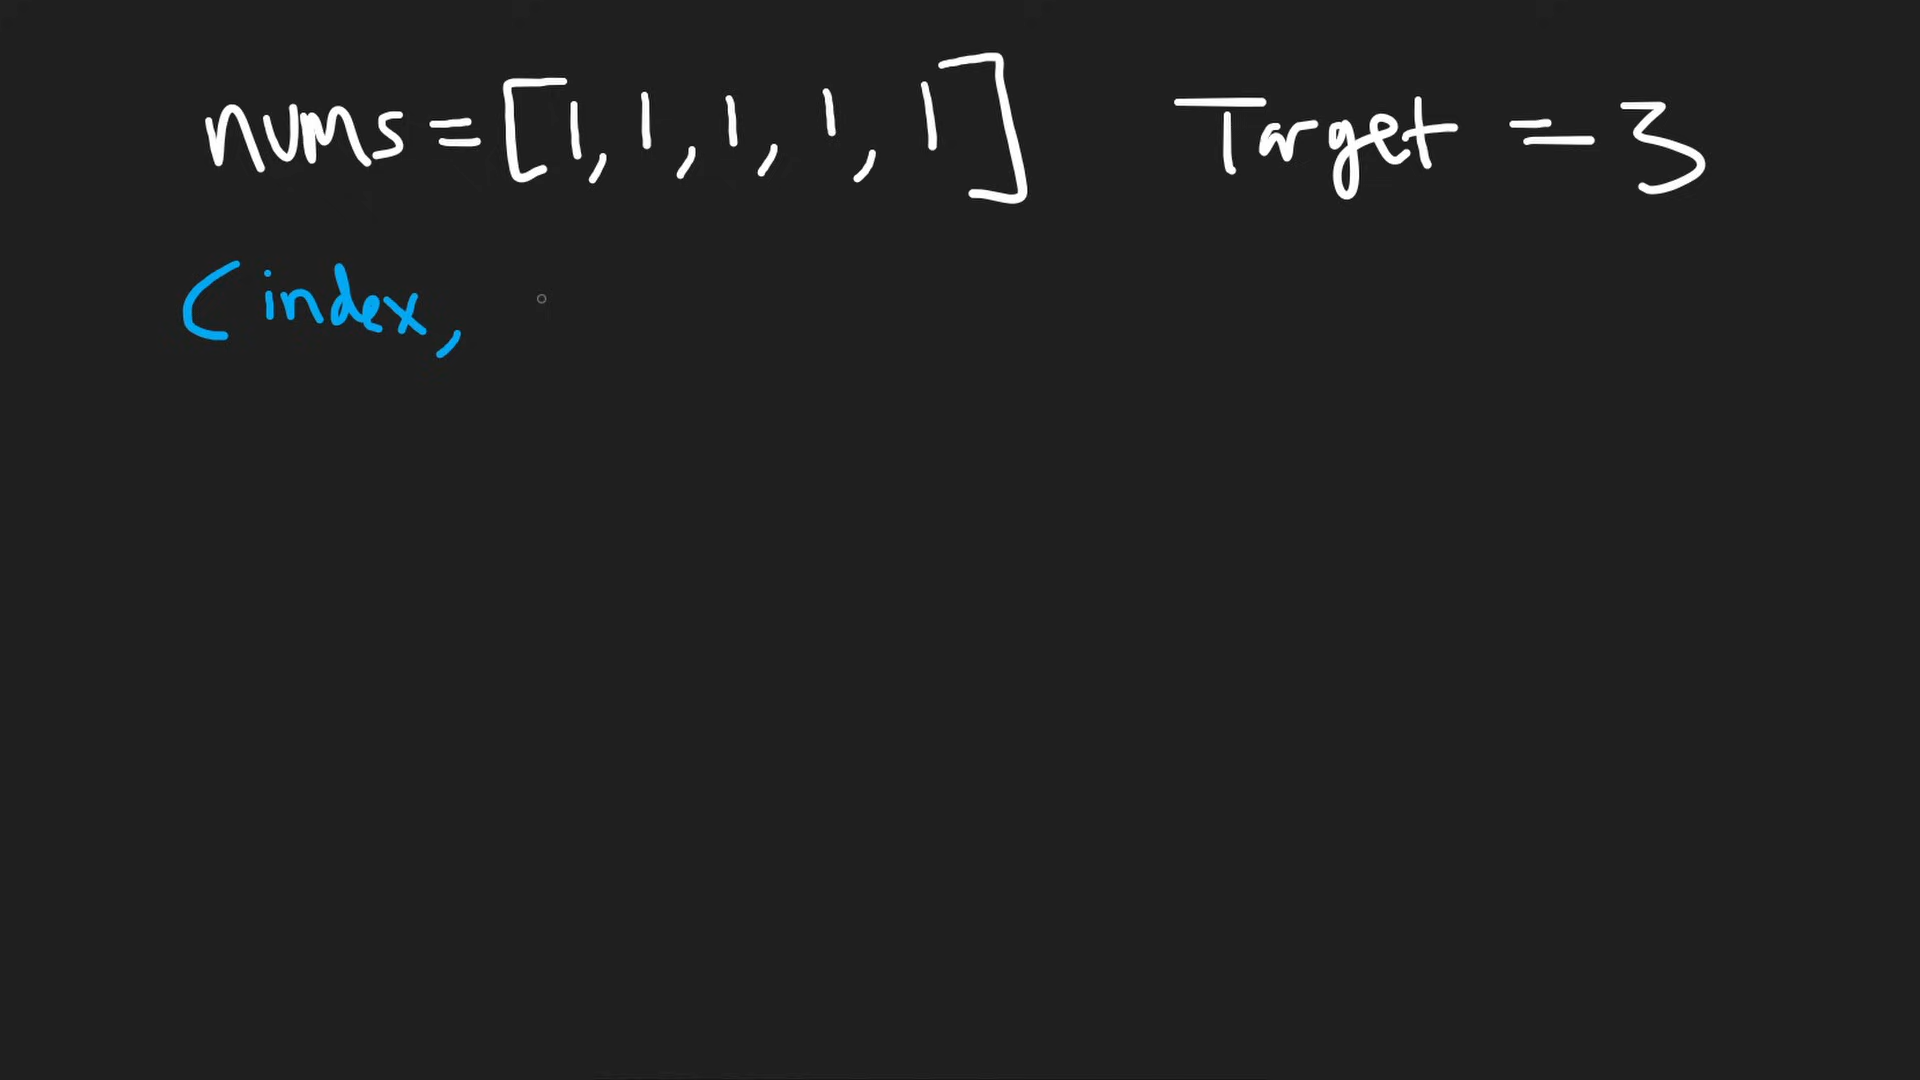 nums = [1, 1, 1, 1, 1] Target = 3
(index,